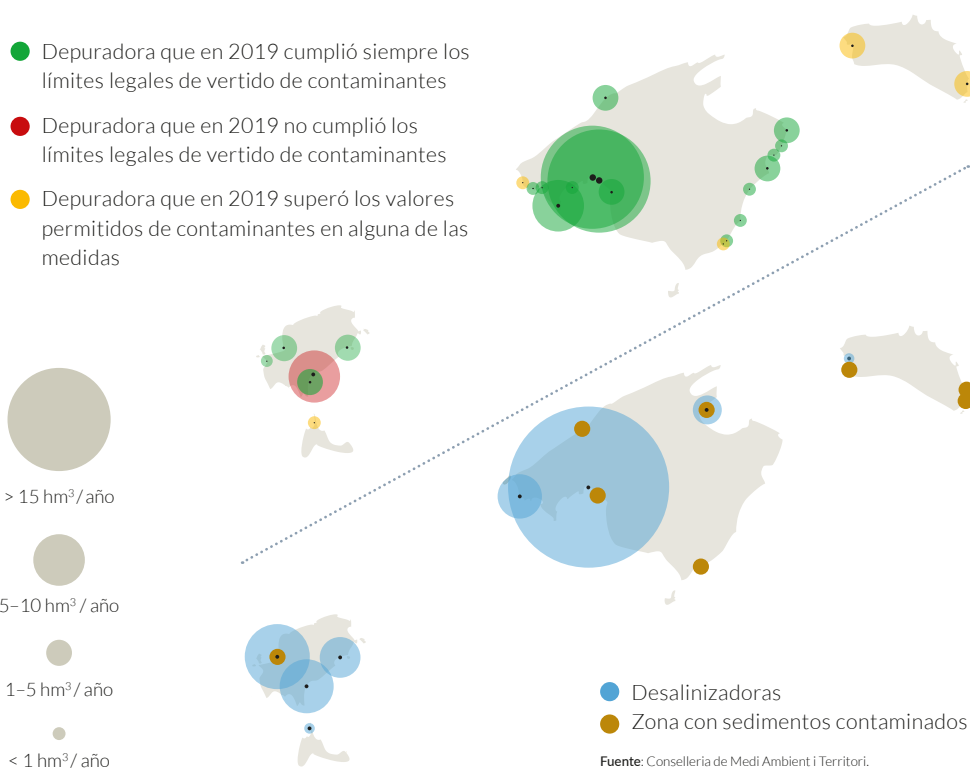 Depuradora que en 2019 cumplió siempre los
límites legales de vertido de contaminantes
Depuradora que en 2019 no cumplió los
límites legales de vertido de contaminantes
Depuradora que en 2019 superó los valores
permitidos de contaminantes en alguna de las
medidas
> 15 hm³/ año
5–10 hm³ / año
1–5 hm³/ año
< 1 hm³/ año
Desalinizadoras
Zona con sedimentos contaminados
Fuente: Conselleria de Medi Ambient i Territori.